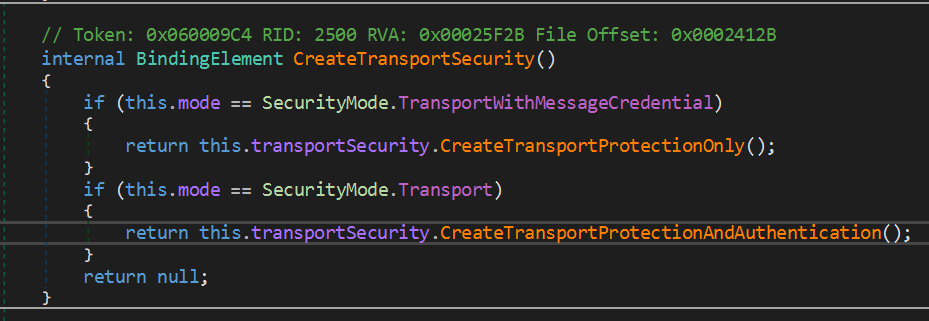 // Token: 0x060009C4 RID: 2500 RVA: 0x00025F2B File Offset: 0x0002412B
internal BindingElement CreateTransportSecurity()
{
if (this.mode == SecurityMode.TransportWithMessageCredential)
{
return this.transportSecurity.CreateTransportProtectionOnly();
}
if (this.mode == SecurityMode.Transport)
{
return this.transportSecurity.CreateTransportProtectionAndAuthentication();
}
return null;
}